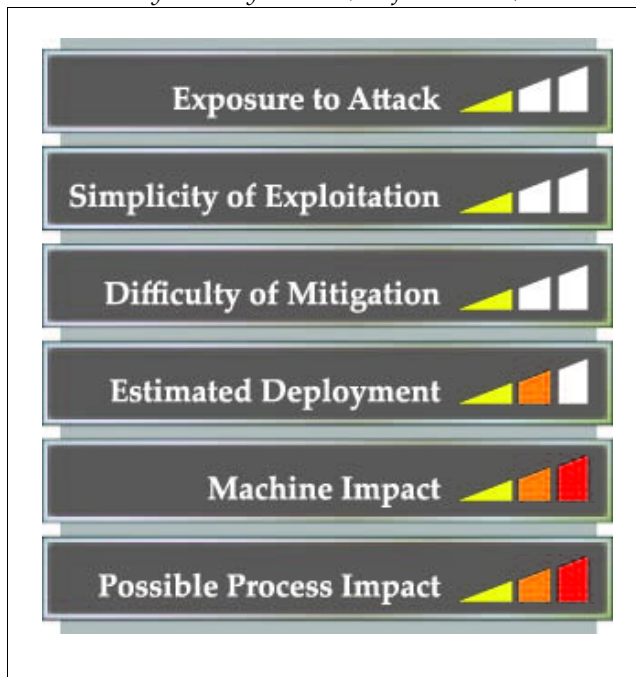 Exposure to Attack
Simplicity of Exploitation
Difficulty of Mitigation
Estimated Deployment
Machine Impact
Possible Process Impact